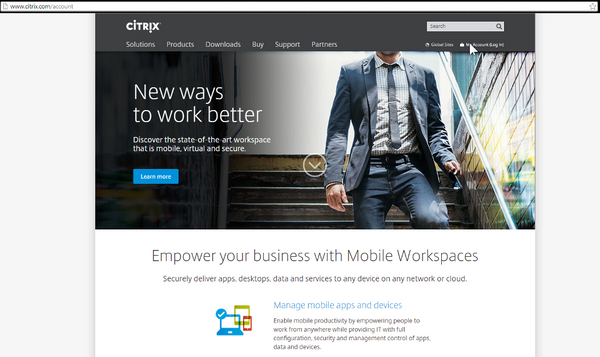 www.citrix.com/account
CİTRIX
Search
Solutions Products Downloads Buy Support Partners
Global Sites My Account (Log In)
New ways
to work better
Discover the state-of-the-art workspace
that is mobile, virtual and secure.
Learn more
Empower your business with Mobile Workspaces
Securely deliver apps, desktops, data and services to any device on any network or cloud.
Manage mobile apps and devices
Enable mobile productivity by empowering people to
work from anywhere while providing IT with full
configuration, security and management control of apps,
data and devices.